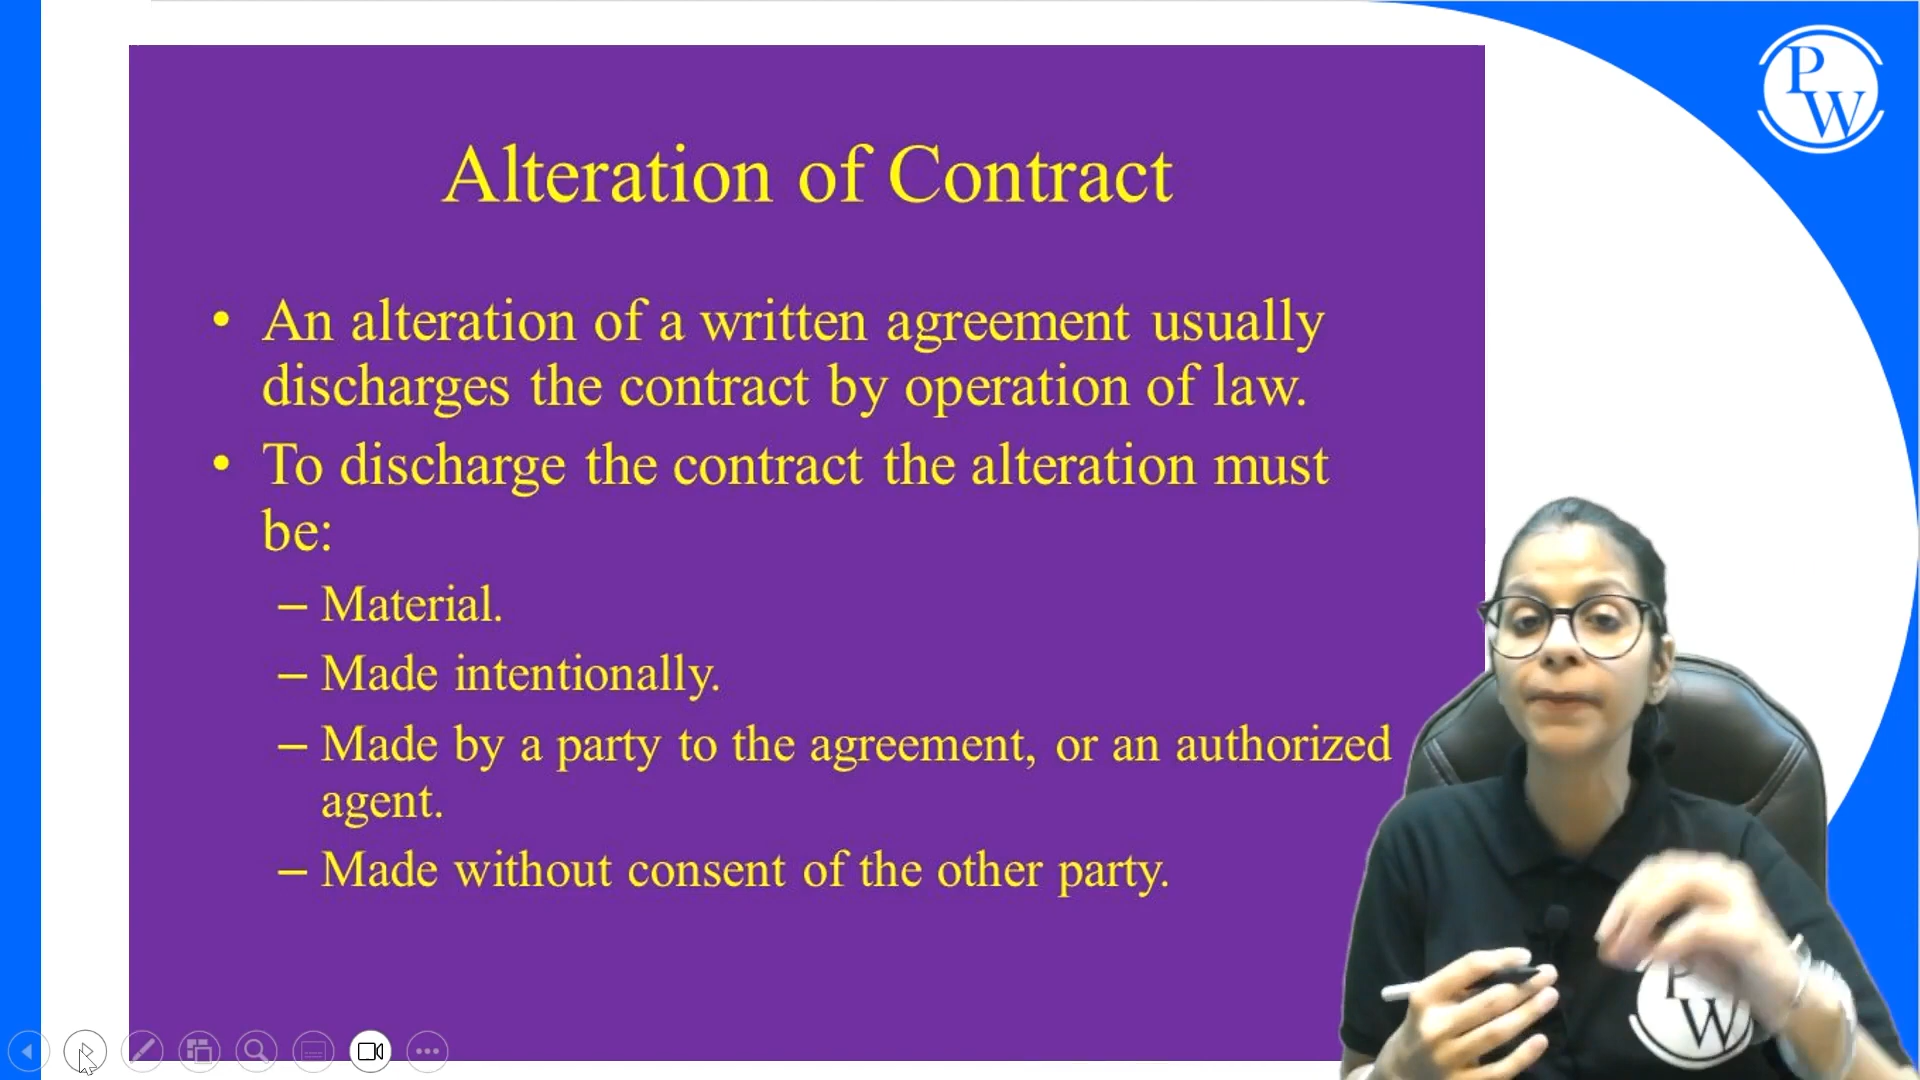 P
W
Alteration of Contract
• An alteration of a written agreement usually
discharges the contract by operation of law.
• To discharge the contract the alteration must
be:
– Material.
– Made intentionally.
– Made by a party to the agreement, or an authorized
agent.
– Made without consent of the other party.
P
W